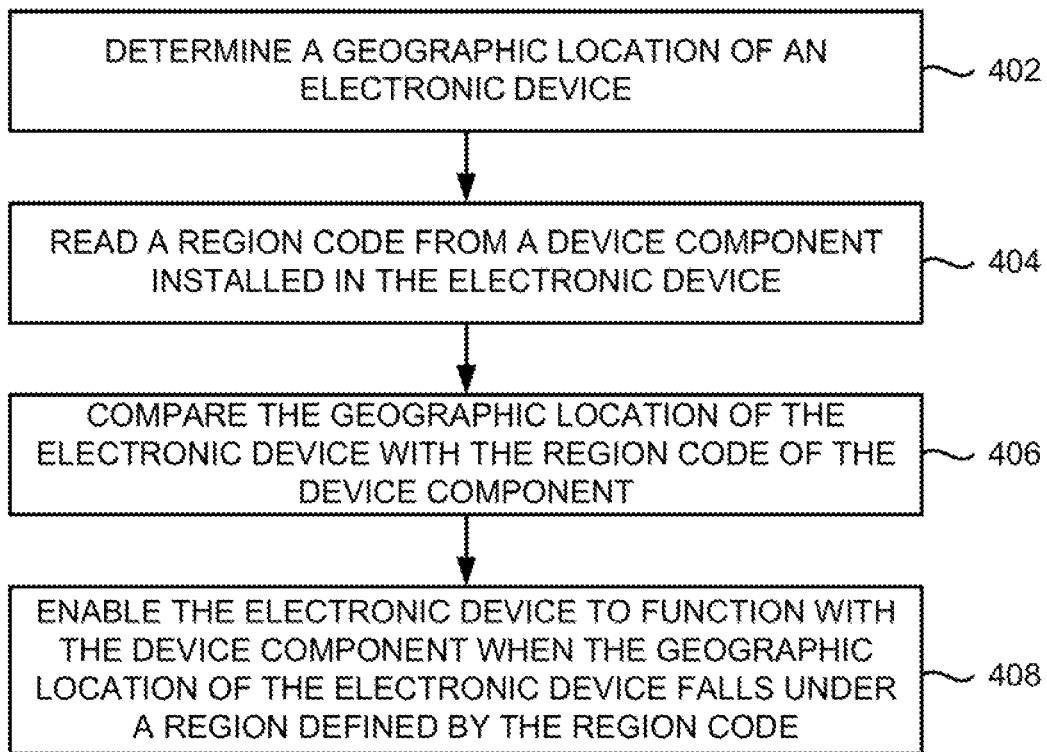 DETERMINE A GEOGRAPHIC LOCATION OF AN
ELECTRONIC DEVICE
402
READ A REGION CODE FROM A DEVICE COMPONENT
INSTALLED IN THE ELECTRONIC DEVICE
404
COMPARE THE GEOGRAPHIC LOCATION OF THE
ELECTRONIC DEVICE WITH THE REGION CODE OF THE
DEVICE COMPONENT
406
ENABLE THE ELECTRONIC DEVICE TO FUNCTION WITH
THE DEVICE COMPONENT WHEN THE GEOGRAPHIC
LOCATION OF THE ELECTRONIC DEVICE FALLS UNDER
A REGION DEFINED BY THE REGION CODE
408